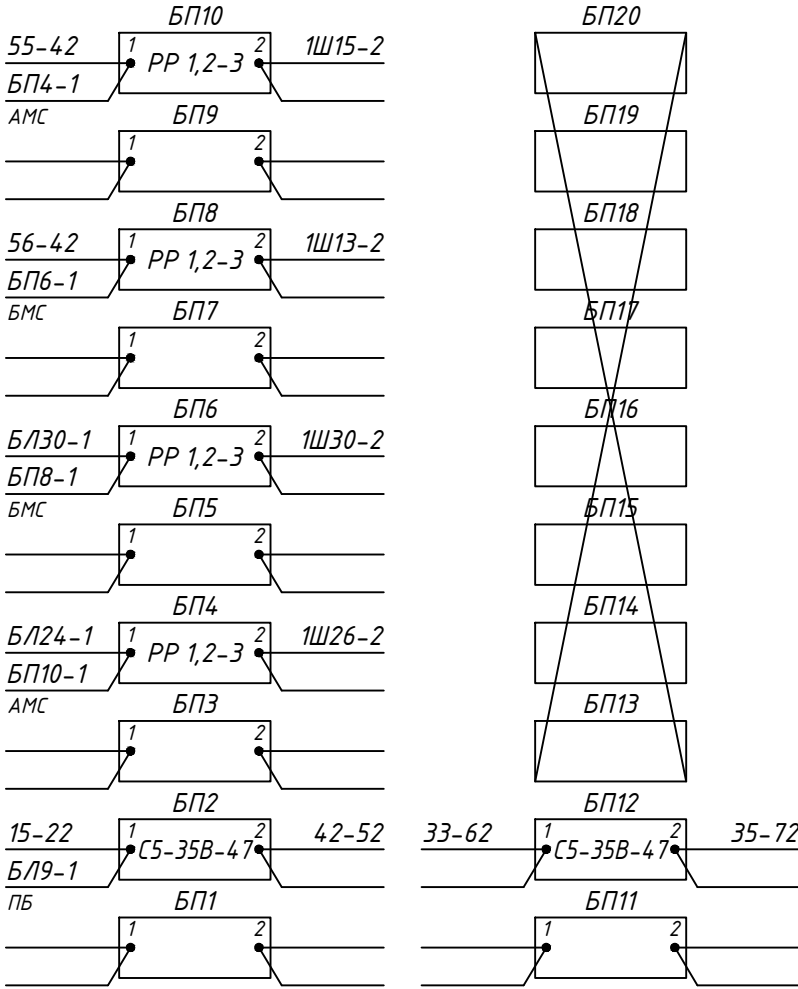 БП10
55-42 1 РР 1,2-3 2 1Ш15-2
БП4-1
АМС
БП9
1 2
БП8
56-42 1 РР 1,2-3 2 1Ш13-2
БП6-1
БМС
БП7
1 2
БП6
БЛ30-1 1 РР 1,2-3 2 1Ш30-2
БП8-1
БМС
БП5
1 2
БП4
БЛ24-1 1 РР 1,2-3 2 1Ш26-2
БП10-1
АМС
БП3
1 2
БП2
15-22 1 С5-35В-47 2 42-52
БЛ9-1
ПБ
БП1
1 2
БП20
БП19
БП18
БП17
БП16
БП15
БП14
БП13
БП12
33-62 1 С5-35В-47 2 35-72
БП11
1 2